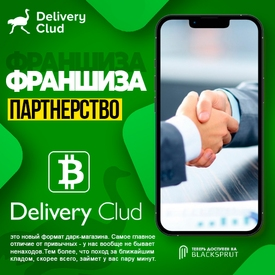 Delivery
Clud
ФРАНШИЗА
ФРАНШИЗА
ПАРТНЕРСТВО
Delivery Clud
это новый формат дарк-магазина. Самое главное
отличие от привычных - у нас вообще не бывает
ненаходов.Тем более, что поход за ближайшим
кладом, скорее всего, займет у вас пару минут.
ТЕПЕРЬ ДОСТУПЕН НА
BLACKSPRUT